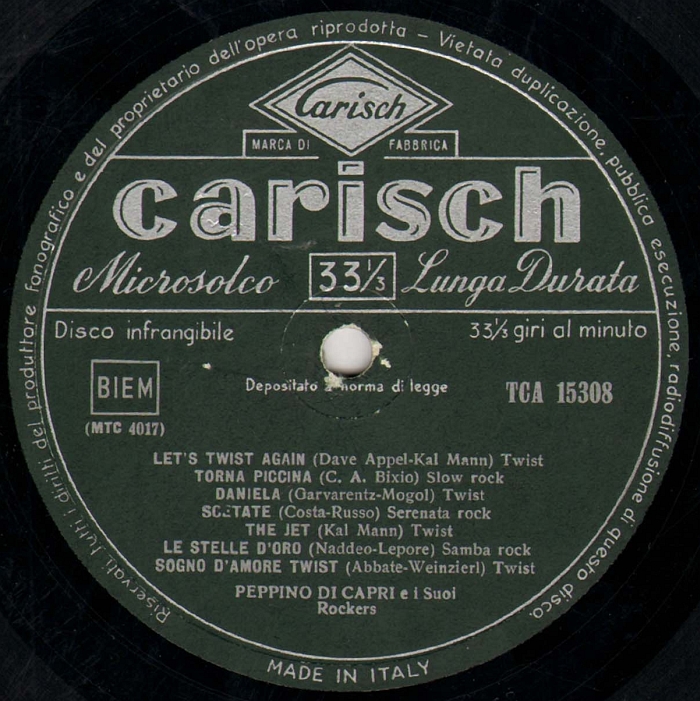 Riservati tutti i diritti del produttore fonografico e del proprietario dell'opera riprodotta – Vietata duplicazione, pubblica esecuzione, radiodiffusione di questo disco.
Carisch
MARCA DI FABBRICA
carisch
Microsolco 33⅓ Lunga Durata
Disco infrangibile 33⅓ giri al minuto
BIEM Depositato a norma di legge TCA 15308
(MTC 4017)
LET'S TWIST AGAIN (Dave Appel-Kal Mann) Twist
TORNA PICCINA (C. A. Bixio) Slow rock
DANIELA (Garvarentz-Mogol) Twist
SCETATE (Costa-Russo) Serenata rock
THE JET (Kal Mann) Twist
LE STELLE D'ORO (Naddeo-Lepore) Samba rock
SOGNO D'AMORE TWIST (Abbate-Weinzierl) Twist
PEPPINO DI CAPRI e i Suoi
Rockers
MADE IN ITALY